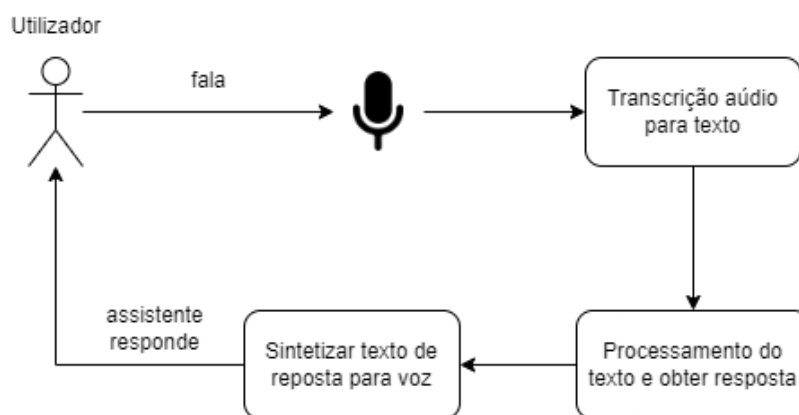 Utilizador
fala
Transcrição aúdio
para texto
assistente
responde
Sintetizar texto de
reposta para voz
Processamento do
texto e obter resposta